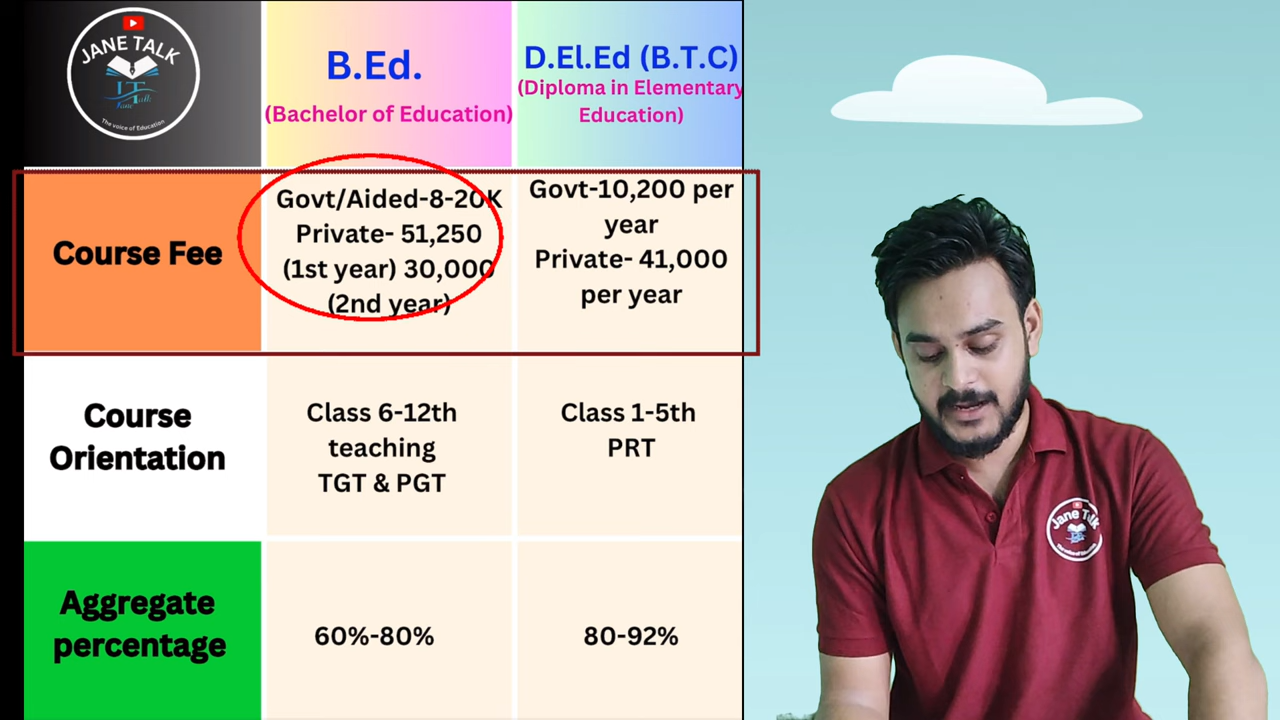 JANE TALK
The voice of Education
B.Ed.
(Bachelor of Education)
D.El.Ed (B.T.C)
(Diploma in Elementary
Education)
Course Fee
Govt/Aided-8-20K
Private- 51,250
(1st year) 30,000
(2nd year)
Govt-10,200 per
year
Private- 41,000
per year
Course
Orientation
Class 6-12th
teaching
TGT & PGT
Class 1-5th
PRT
Aggregate
percentage
60%-80%
80-92%
Jane Talk